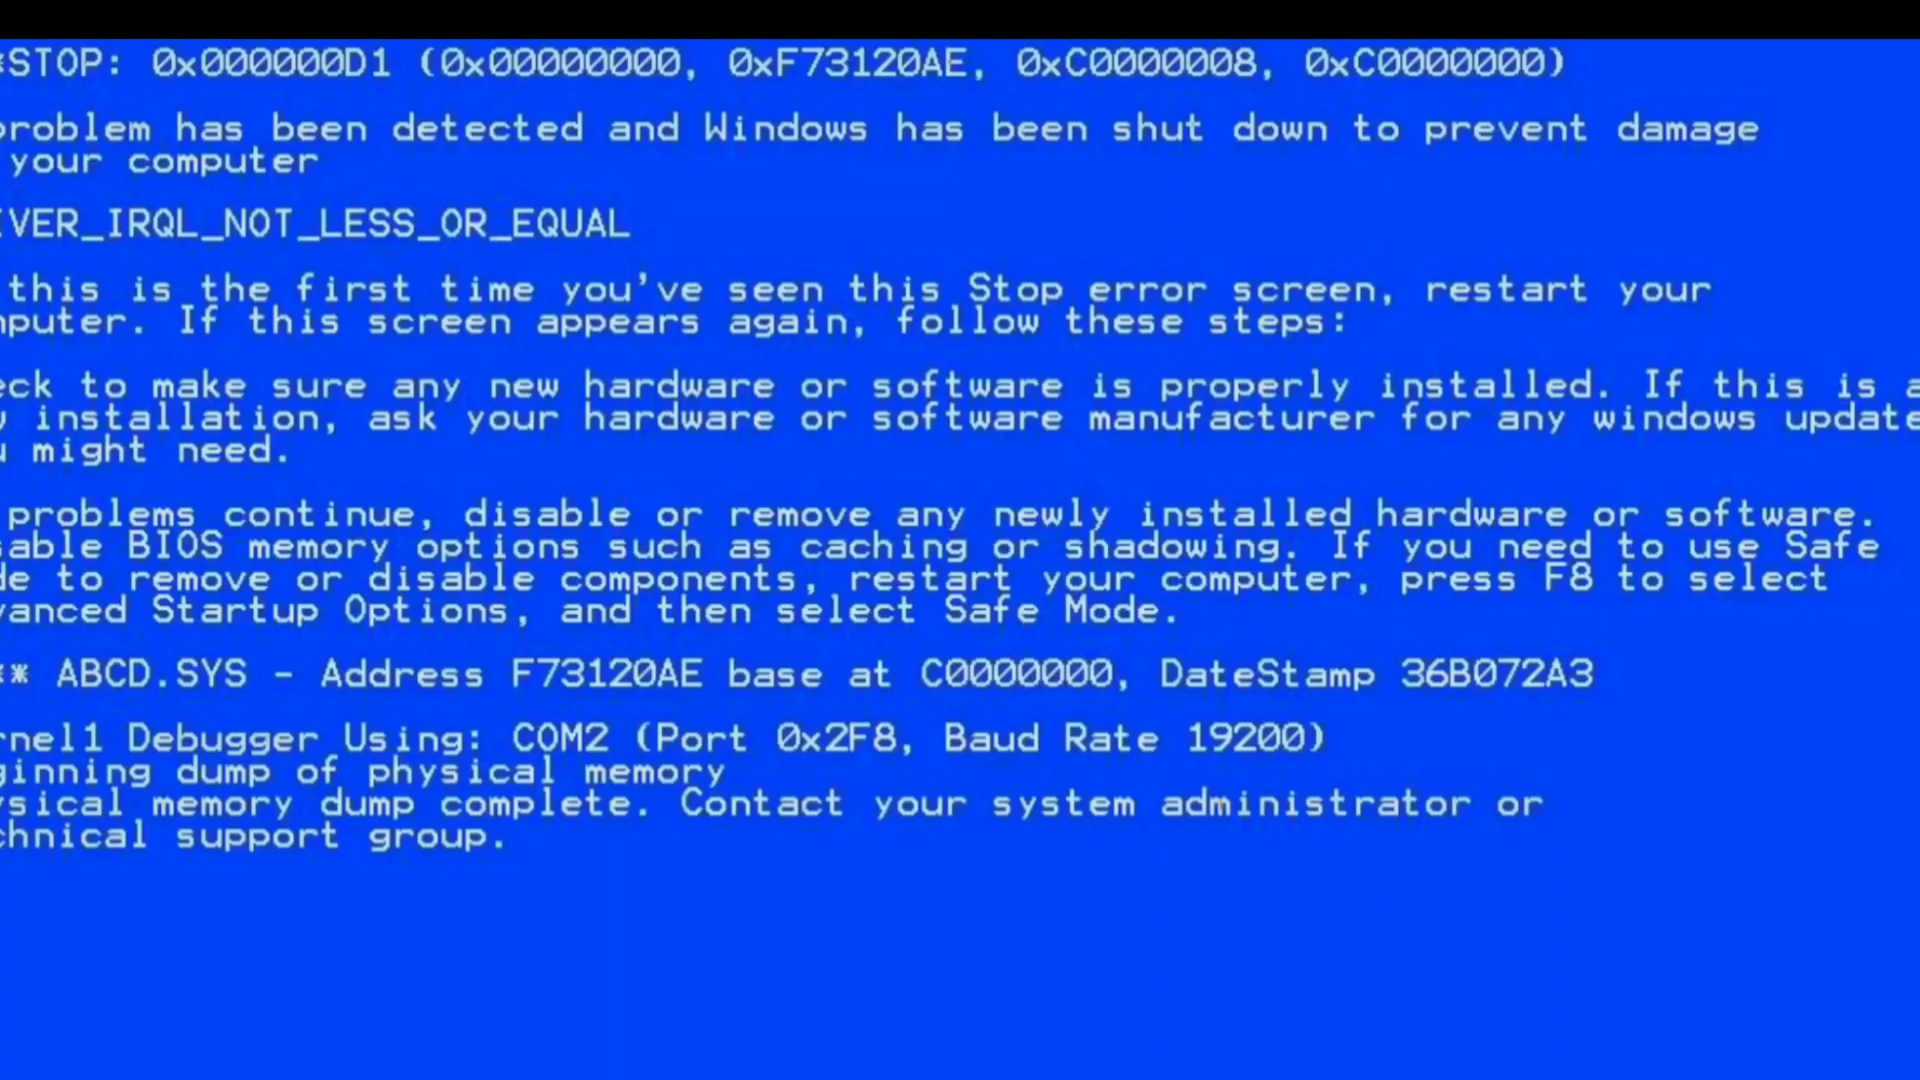 *STOP: 0x000000D1 (0x00000000, 0xF73120AE, 0xC0000008, 0xC0000000)
problem has been detected and Windows has been shut down to prevent damage
your computer
IVER_IRQL_NOT_LESS_OR_EQUAL
this is the first time you've seen this Stop error screen, restart your
mputer. If this screen appears again, follow these steps:
eck to make sure any new hardware or software is properly installed. If this is a
w installation, ask your hardware or software manufacturer for any windows update
u might need.
problems continue, disable or remove any newly installed hardware or software.
sable BIOS memory options such as caching or shadowing. If you need to use Safe
de to remove or disable components, restart your computer, press F8 to select
vanced Startup Options, and then select Safe Mode.
** ABCD.SYS - Address F73120AE base at C0000000, DateStamp 36B072A3
rnel1 Debugger Using: COM2 (Port 0x2F8, Baud Rate 19200)
ginning dump of physical memory
ysical memory dump complete. Contact your system administrator or
chnical support group.